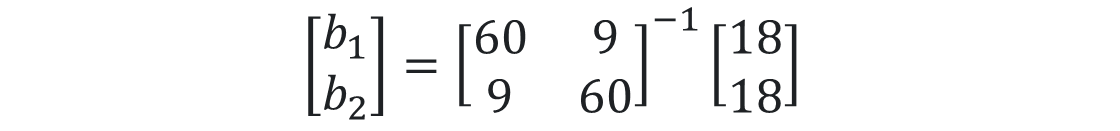 [b₁ b₂] = [60 9 9 60]⁻¹ [18 18]